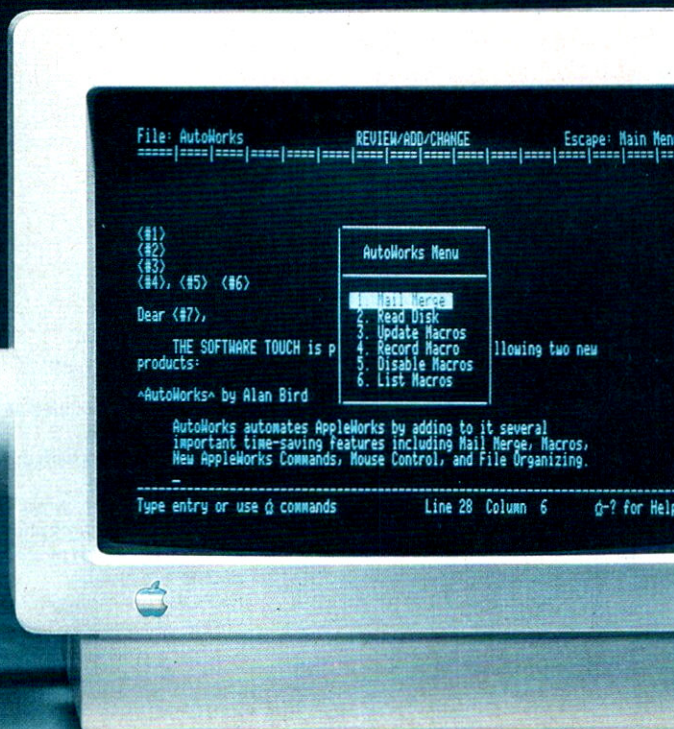 File: AutoWorks REVIEW/ADD/CHANGE Escape: Main Men
=====|====|====|====|====|====|====|====|====|====|====|====|====|====|==
<#1>
<#2>
<#3>
<#4>, <#5> <#6>
Dear <#7>,
THE SOFTWARE TOUCH is p llowing two new
products:
^AutoWorks^ by Alan Bird
AutoWorks automates AppleWorks by adding to it several
important time-saving features including Mail Merge, Macros,
New AppleWorks Commands, Mouse Control, and File Organizing.
AutoWorks Menu
1. Mail Merge
2. Read Disk
3. Update Macros
4. Record Macro
5. Disable Macros
6. List Macros
Type entry or use commands Line 28 Column 6 -? for Help